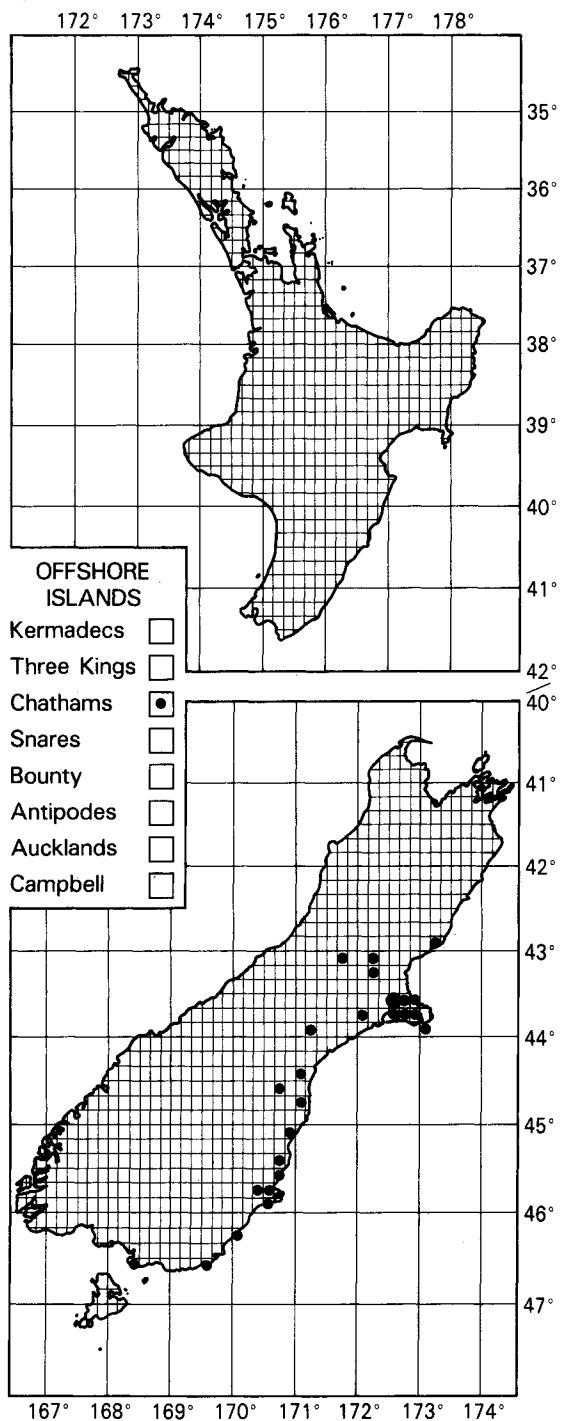 172° 173° 174° 175° 176° 177° 178°
35°
36°
37°
38°
39°
40°
41°
42°
OFFSHORE
ISLANDS
Kermadecs
Three Kings
Chathams
Snares
Bounty
Antipodes
Aucklands
Campbell
40°
41°
42°
43°
44°
45°
46°
47°
167° 168° 169° 170° 171° 172° 173° 174°